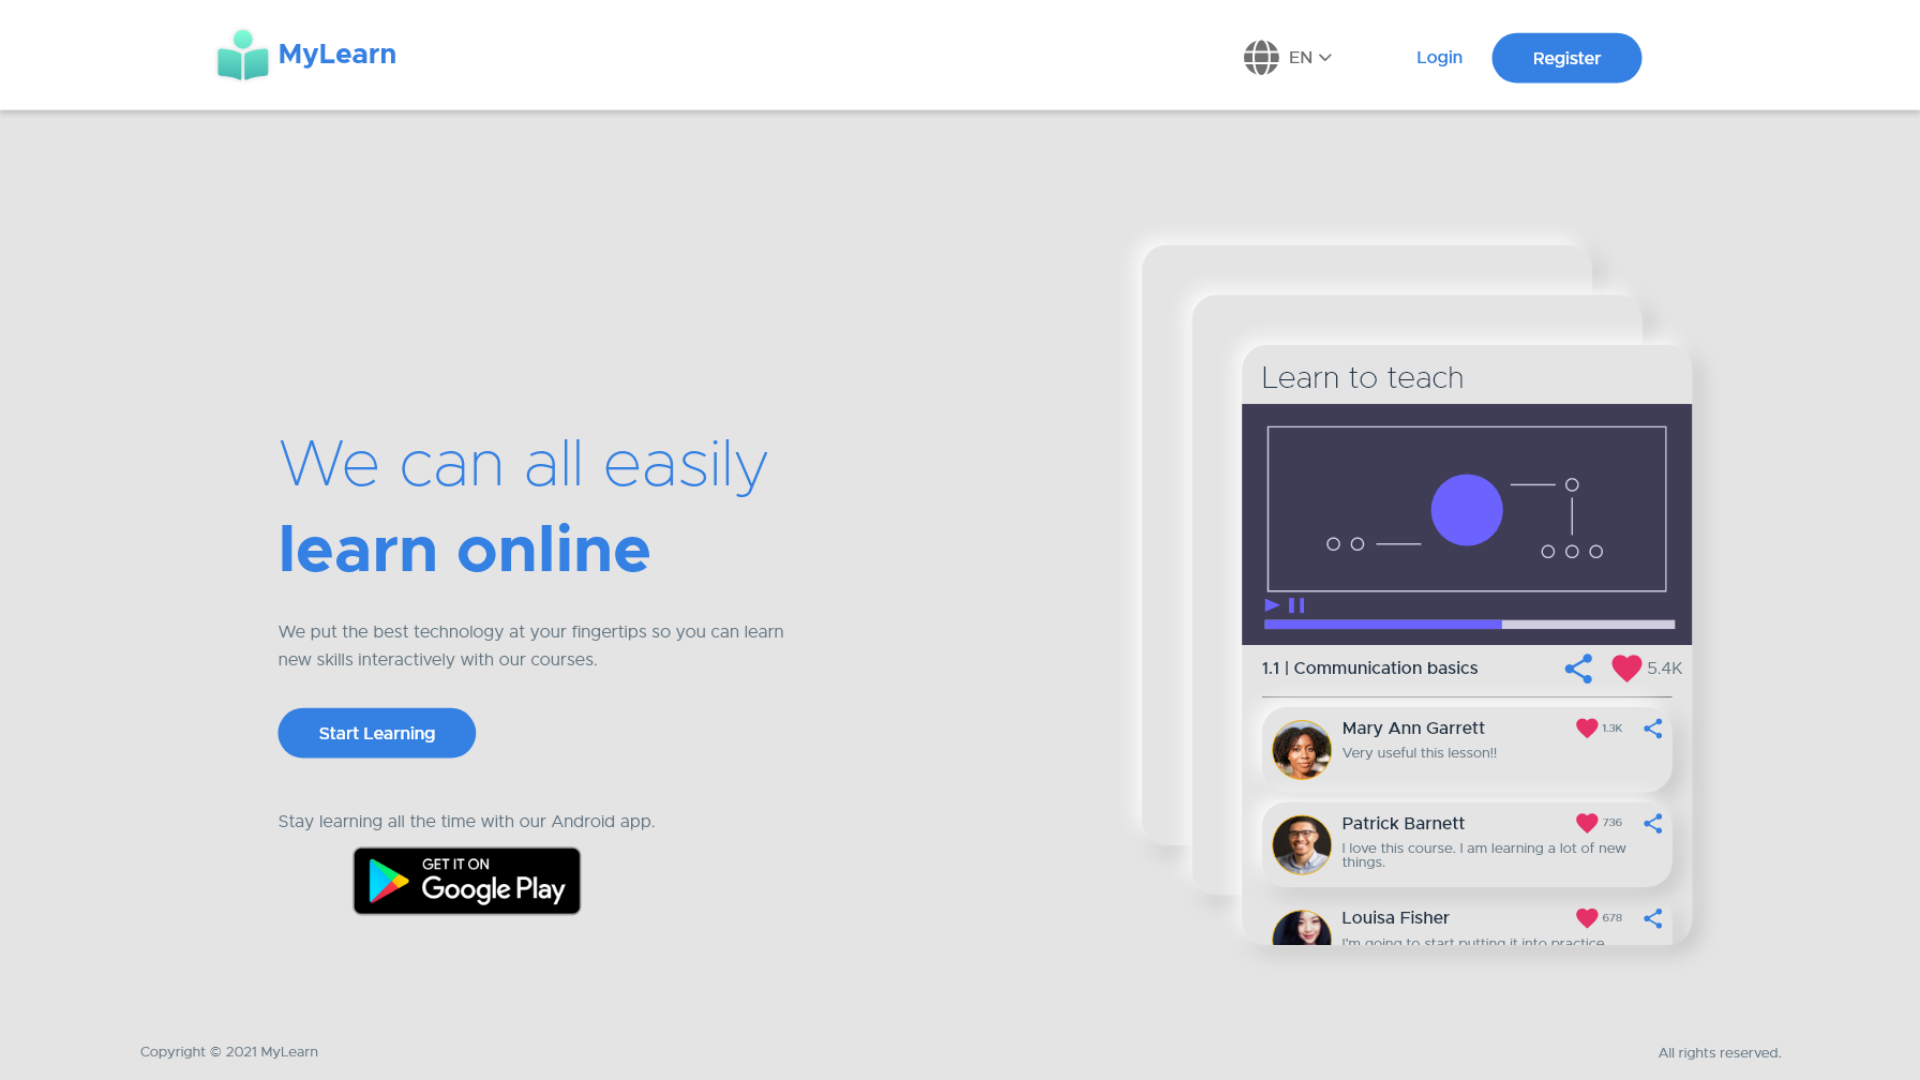 MyLearn
EN
Login
Register
We can all easily
learn online
We put the best technology at your fingertips so you can learn
new skills interactively with our courses.
Start Learning
Stay learning all the time with our Android app.
GET IT ON
Google Play
Learn to teach
1.1 | Communication basics
5.4K
Mary Ann Garrett
1.3K
Very useful this lesson!!
Patrick Barnett
736
I love this course. I am learning a lot of new
things.
Louisa Fisher
678
I'm going to start putting it into practice
Copyright © 2021 MyLearn
All rights reserved.